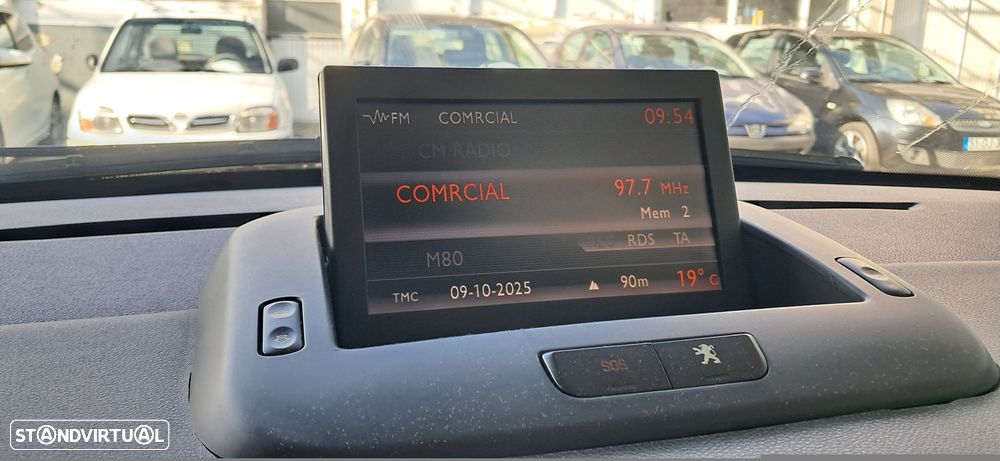 FM COMRCIAL 09:54
CM RADIO
COMRCIAL 97.7 MHz
Mem 2
REG RDS TA
M80
TMC 09-10-2025 90m 19° C
SOS
STANDVIRTUAL